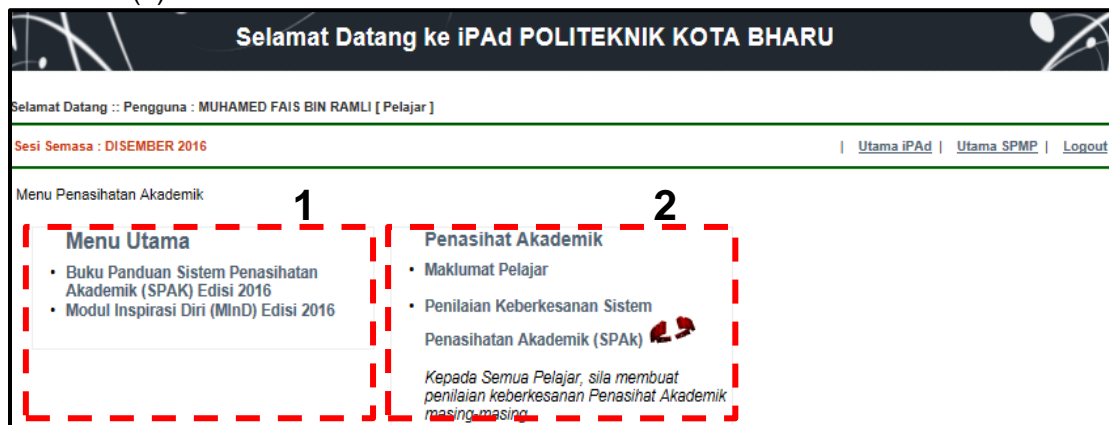 Selamat Datang ke iPAd POLITEKNIK KOTA BHARU
Selamat Datang :: Pengguna : MUHAMED FAIS BIN RAMLI [ Pelajar ]
Sesi Semasa : DISEMBER 2016
| Utama iPAd | Utama SPMP | Logout
Menu Penasihatan Akademik
1
Menu Utama
• Buku Panduan Sistem Penasihatan
Akademik (SPAK) Edisi 2016
• Modul Inspirasi Diri (MInD) Edisi 2016
2
Penasihat Akademik
• Maklumat Pelajar
• Penilaian Keberkesanan Sistem
Penasihatan Akademik (SPAk)
Kepada Semua Pelajar, sila membuat
penilaian keberkesanan Penasihat Akademik
masing-masing